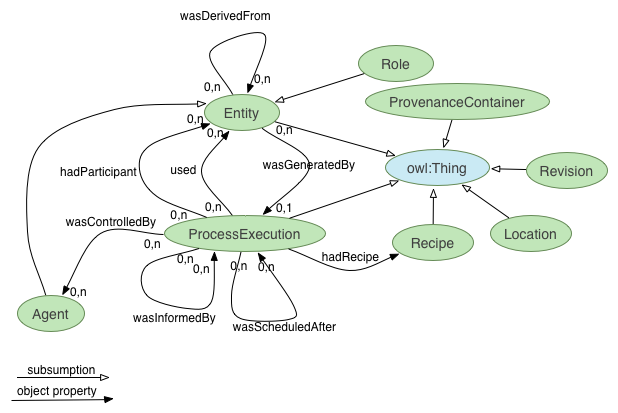 wasDerivedFrom
0,n
0,n
Role
ProvenanceContainer
Entity
0,n
0,n
0,n
hadParticipant
used
wasGeneratedBy
owl:Thing
Revision
0,n
0,n
0,1
wasControlledBy
ProcessExecution
Recipe
Location
0,n
0,n
0,n
0,n
0,n
hadRecipe
0,n
Agent
wasInformedBy
wasScheduledAfter
subsumption
object property